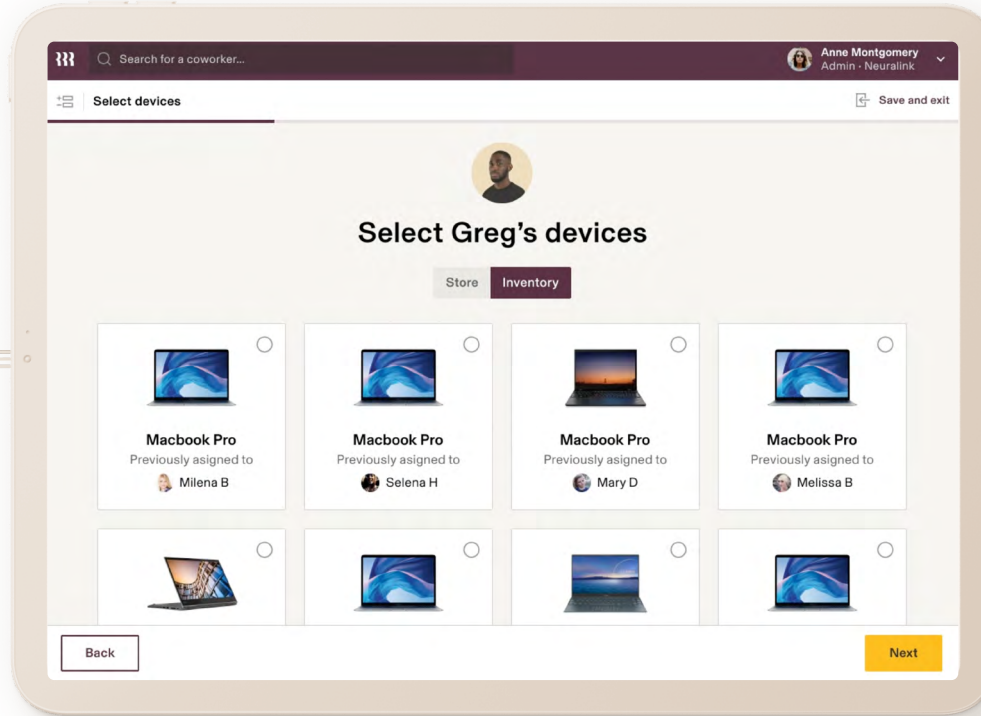 Search for a coworker...
Anne Montgomery
Admin · Neuralink
Select devices
Save and exit
Select Greg's devices
Store
Inventory
Macbook Pro
Previously asigned to
Milena B
Macbook Pro
Previously asigned to
Selena H
Macbook Pro
Previously asigned to
Mary D
Macbook Pro
Previously asigned to
Melissa B
Back
Next